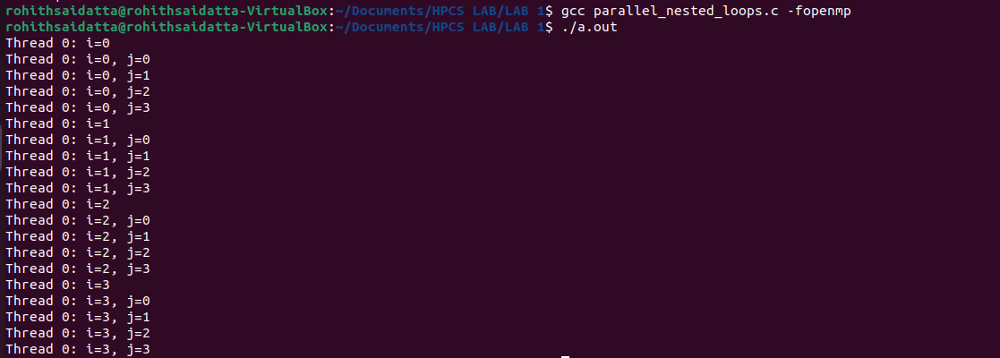 rohithsaidatta@rohithsaidatta-VirtualBox:~/Documents/HPCS LAB/LAB 1$ gcc parallel_nested_loops.c -fopenmp
rohithsaidatta@rohithsaidatta-VirtualBox:~/Documents/HPCS LAB/LAB 1$ ./a.out
Thread 0: i=0
Thread 0: i=0, j=0
Thread 0: i=0, j=1
Thread 0: i=0, j=2
Thread 0: i=0, j=3
Thread 0: i=1
Thread 0: i=1, j=0
Thread 0: i=1, j=1
Thread 0: i=1, j=2
Thread 0: i=1, j=3
Thread 0: i=2
Thread 0: i=2, j=0
Thread 0: i=2, j=1
Thread 0: i=2, j=2
Thread 0: i=2, j=3
Thread 0: i=3
Thread 0: i=3, j=0
Thread 0: i=3, j=1
Thread 0: i=3, j=2
Thread 0: i=3, j=3